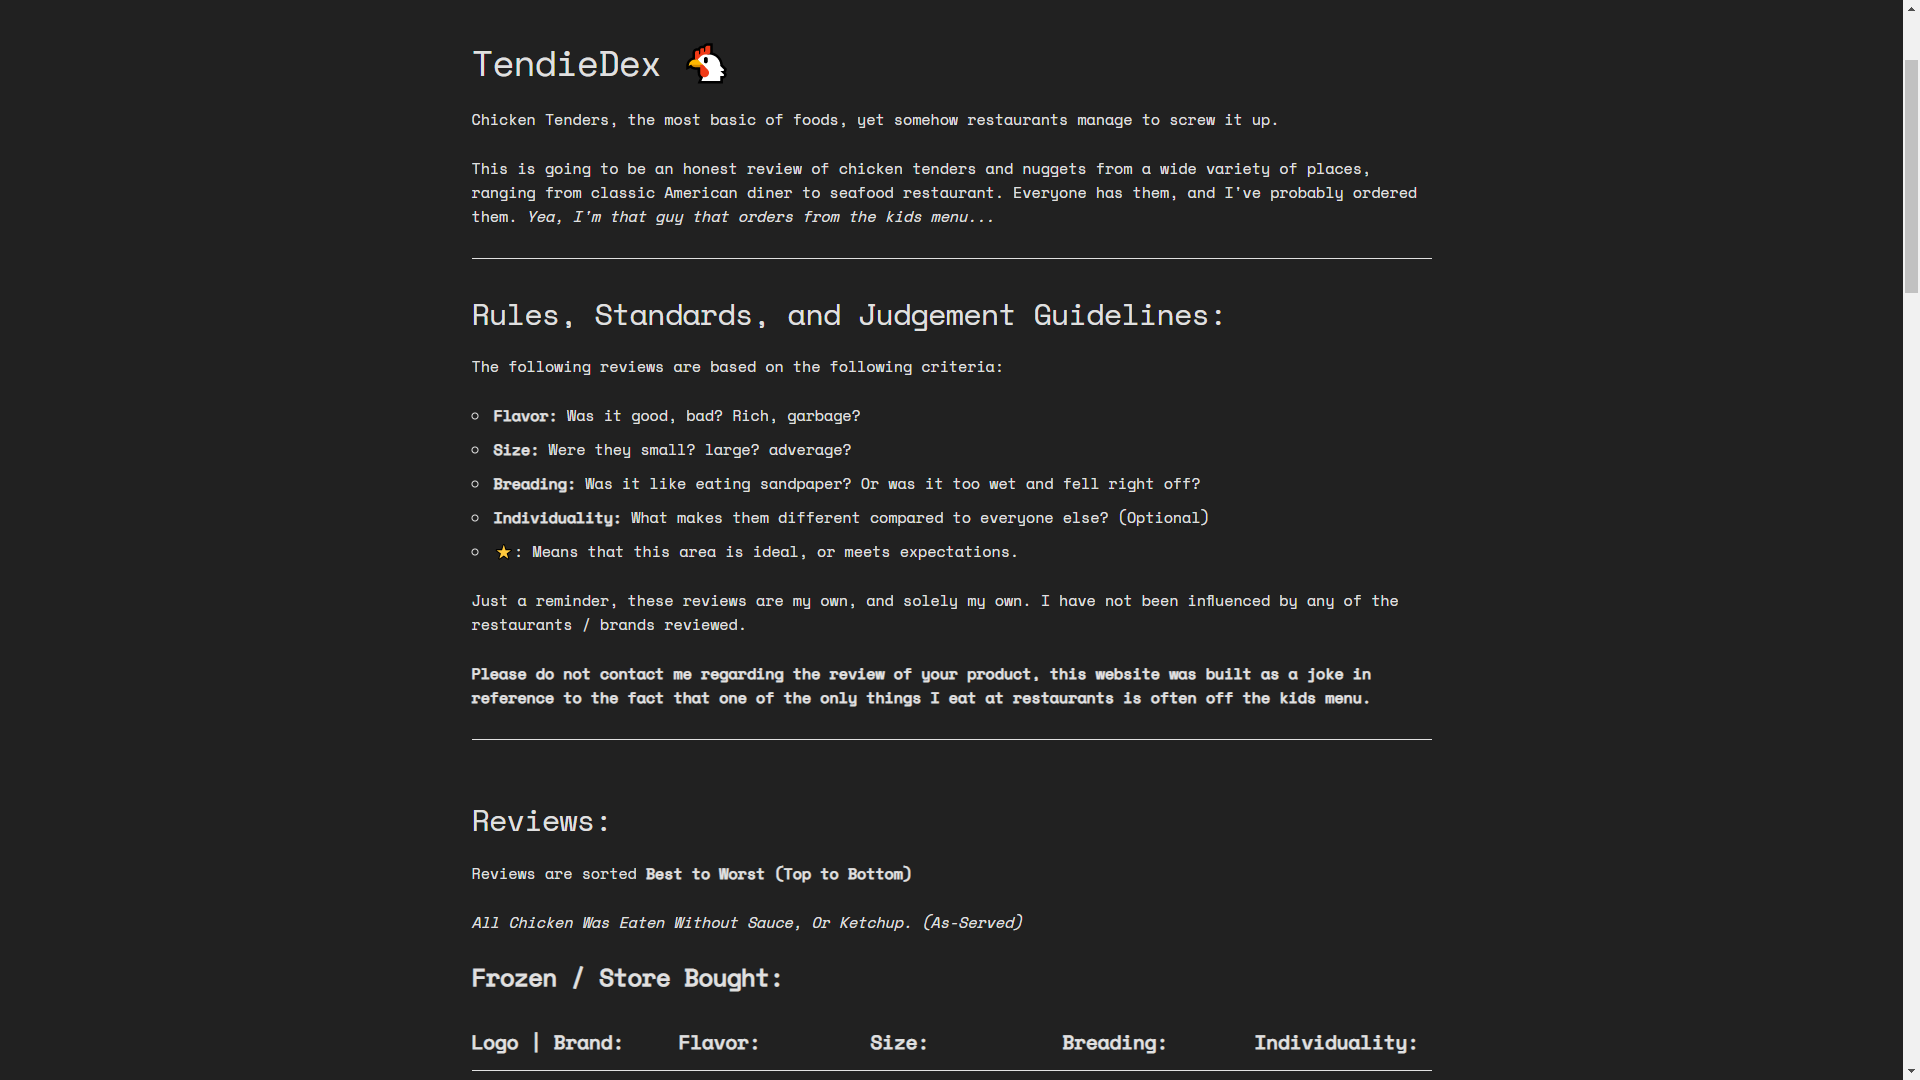 TendieDex 🐔
Chicken Tenders, the most basic of foods, yet somehow restaurants manage to screw it up.
This is going to be an honest review of chicken tenders and nuggets from a wide variety of places,
ranging from classic American diner to seafood restaurant. Everyone has them, and I've probably ordered
them. Yea, I'm that guy that orders from the kids menu...
Rules, Standards, and Judgement Guidelines:
The following reviews are based on the following criteria:
Flavor: Was it good, bad? Rich, garbage?
Size: Were they small? large? adverage?
Breading: Was it like eating sandpaper? Or was it too wet and fell right off?
Individuality: What makes them different compared to everyone else? (Optional)
⭐: Means that this area is ideal, or meets expectations.
Just a reminder, these reviews are my own, and solely my own. I have not been influenced by any of the
restaurants / brands reviewed.
Please do not contact me regarding the review of your product, this website was built as a joke in
reference to the fact that one of the only things I eat at restaurants is often off the kids menu.
Reviews:
Reviews are sorted Best to Worst (Top to Bottom)
All Chicken Was Eaten Without Sauce, Or Ketchup. (As-Served)
Frozen / Store Bought:
Logo | Brand: Flavor: Size: Breading: Individuality: